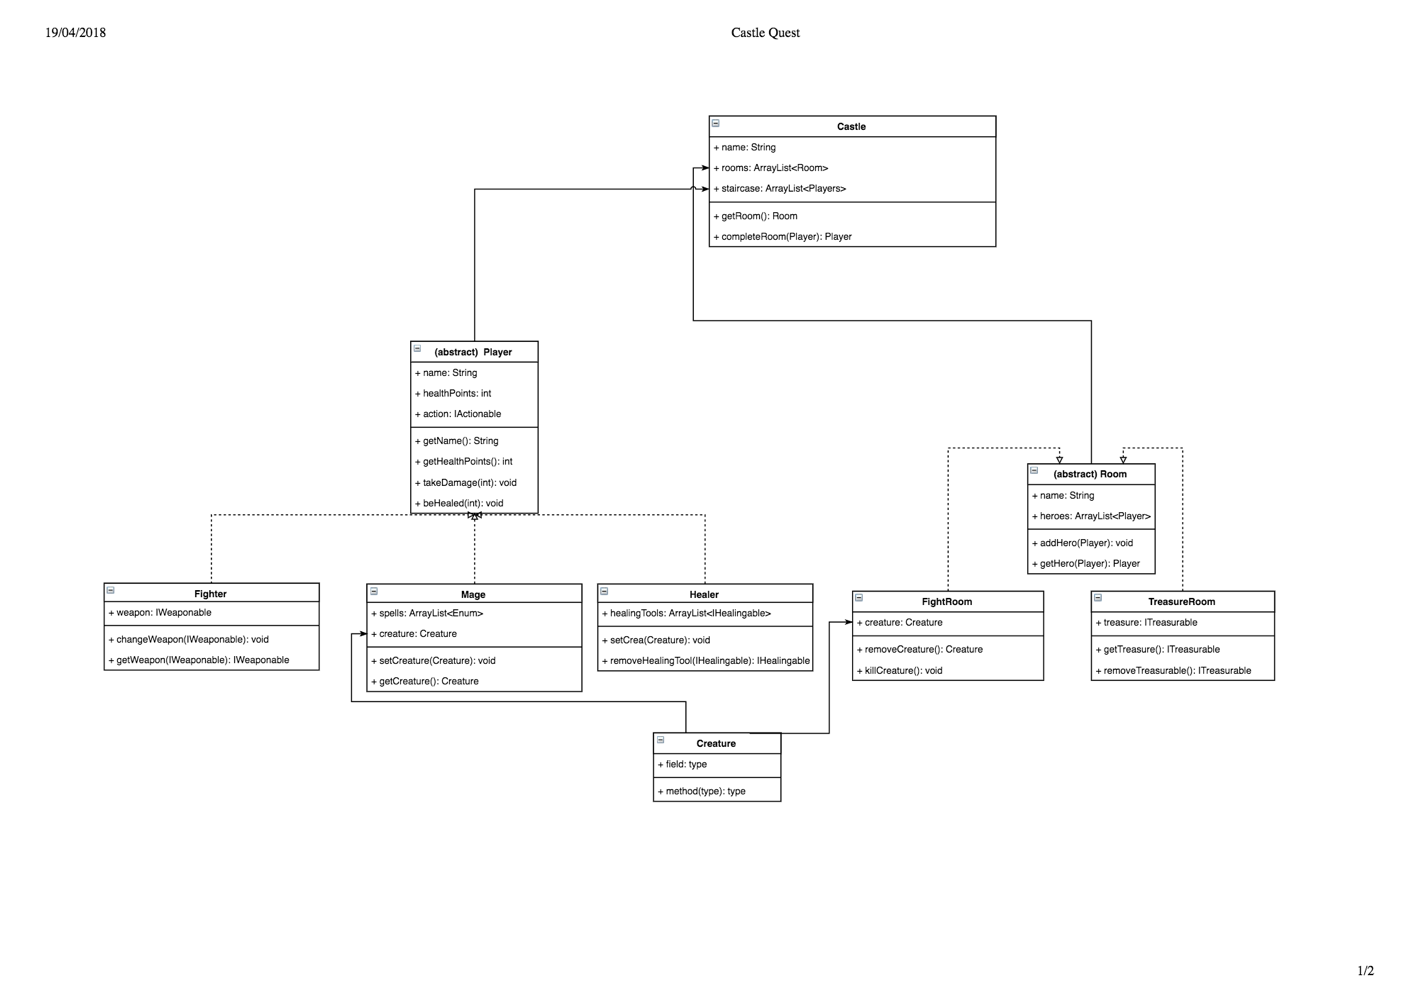 19/04/2018
Castle Quest
Castle
+ name: String
+ rooms: ArrayList<Room>
+ staircase: ArrayList<Players>
+ getRoom(): Room
+ completeRoom(Player): Player
(abstract)  Player
+ name: String
+ healthPoints: int
+ action: IActionable
+ getName(): String
+ getHealthPoints(): int
+ takeDamage(int): void
+ beHealed(int): void
(abstract) Room
+ name: String
+ heroes: ArrayList<Player>
+ addHero(Player): void
+ getHero(Player): Player
Fighter
+ weapon: IWeaponable
+ changeWeapon(IWeaponable): void
+ getWeapon(IWeaponable): IWeaponable
Mage
+ spells: ArrayList<Enum>
+ creature: Creature
+ setCreature(Creature): void
+ getCreature(): Creature
Healer
+ healingTools: ArrayList<IHealingable>
+ setCrea(Creature): void
+ removeHealingTool(IHealingable): IHealingable
FightRoom
+ creature: Creature
+ removeCreature(): Creature
+ killCreature(): void
TreasureRoom
+ treasure: ITreasurable
+ getTreasure(): ITreasurable
+ removeTreasurable(): ITreasurable
Creature
+ field: type
+ method(type): type
1/2